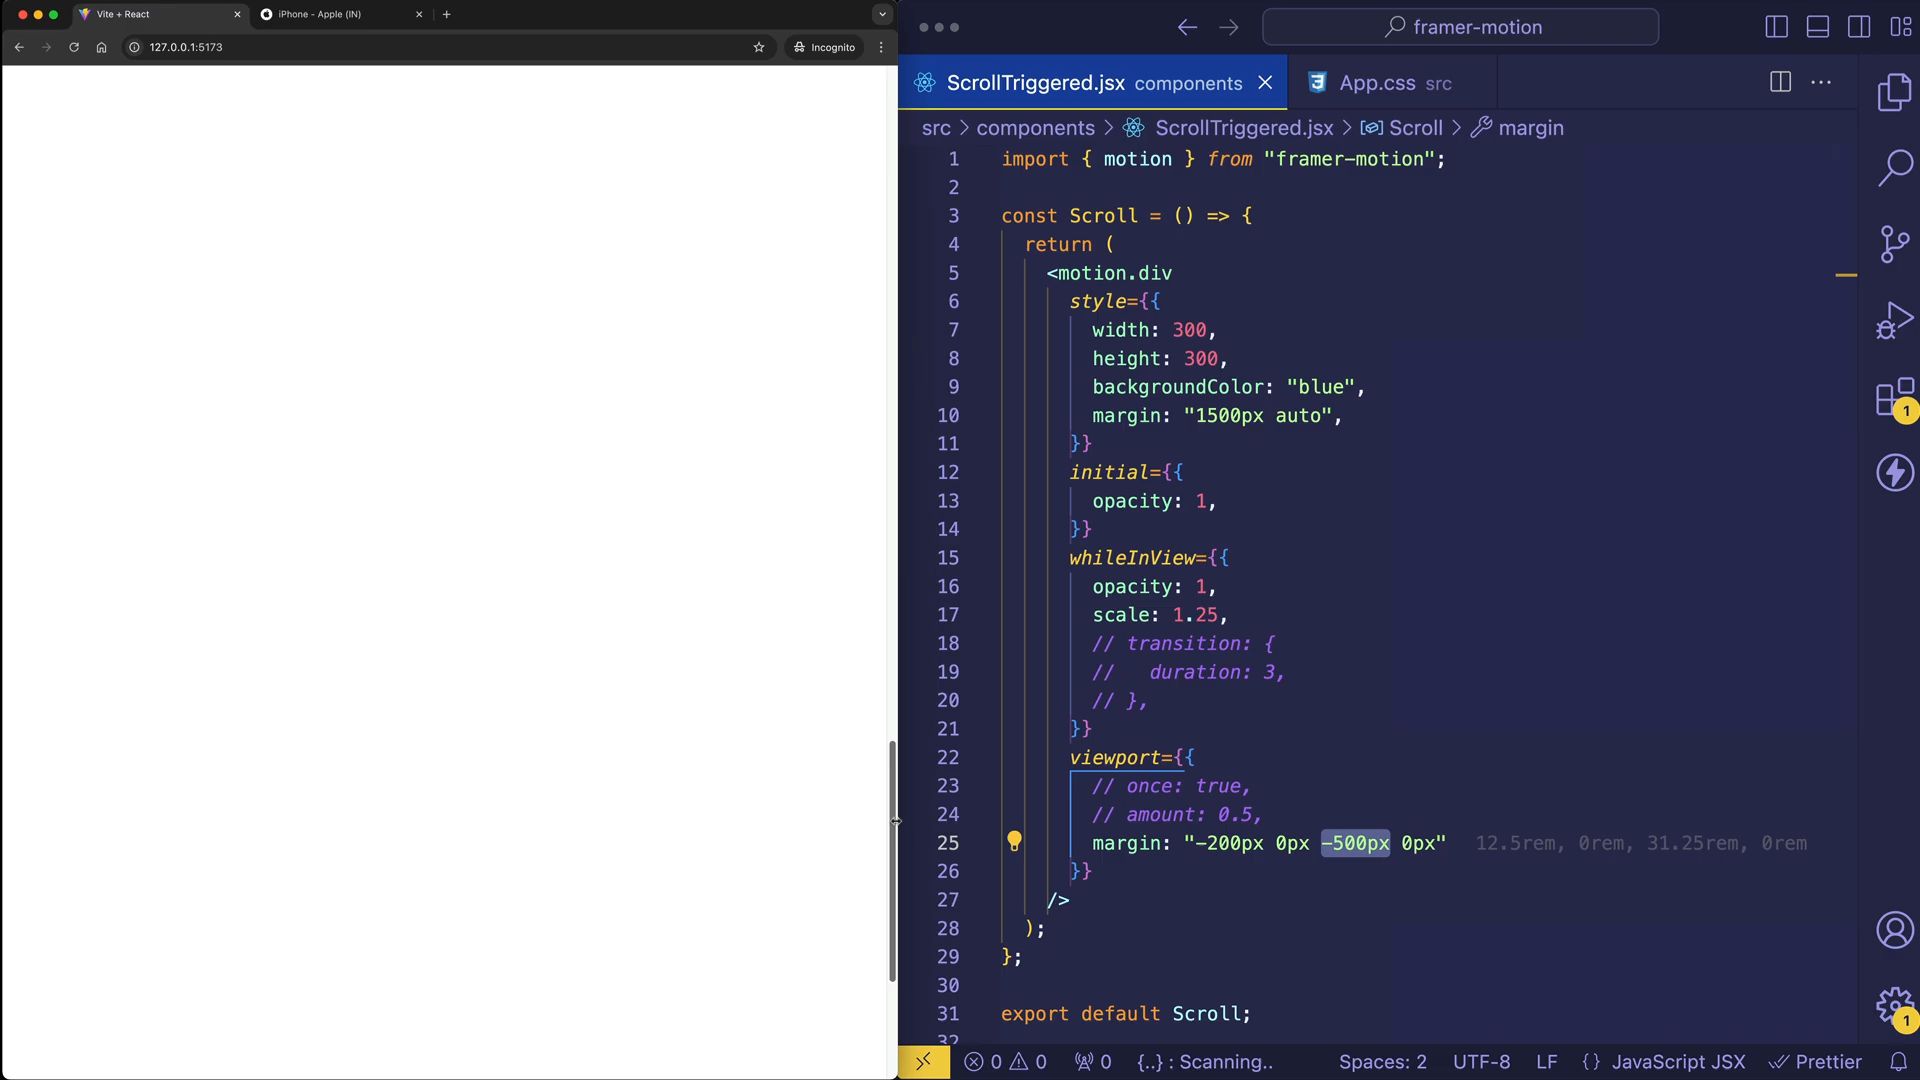 Vite + React
iPhone - Apple (IN)
127.0.0.1:5173
Incognito
framer-motion
ScrollTriggered.jsx components
App.css src
src > components > ScrollTriggered.jsx > Scroll > margin
1 import { motion } from "framer-motion";
2
3 const Scroll = () => {
4 return (
5 <motion.div
6 style={{
7 width: 300,
8 height: 300,
9 backgroundColor: "blue",
10 margin: "1500px auto",
11 }}
12 initial={{
13 opacity: 1,
14 }}
15 whileInView={{
16 opacity: 1,
17 scale: 1.25,
18 // transition: {
19 //   duration: 3,
20 // },
21 }}
22 viewport={{
23 // once: true,
24 // amount: 0.5,
25 margin: "-200px 0px -500px 0px" 12.5rem, 0rem, 31.25rem, 0rem
26 }}
27 />
28 );
29 };
30
31 export default Scroll;
32
1
1
0 0 0 {..} : Scanning.. Spaces: 2 UTF-8 LF {} JavaScript JSX Prettier